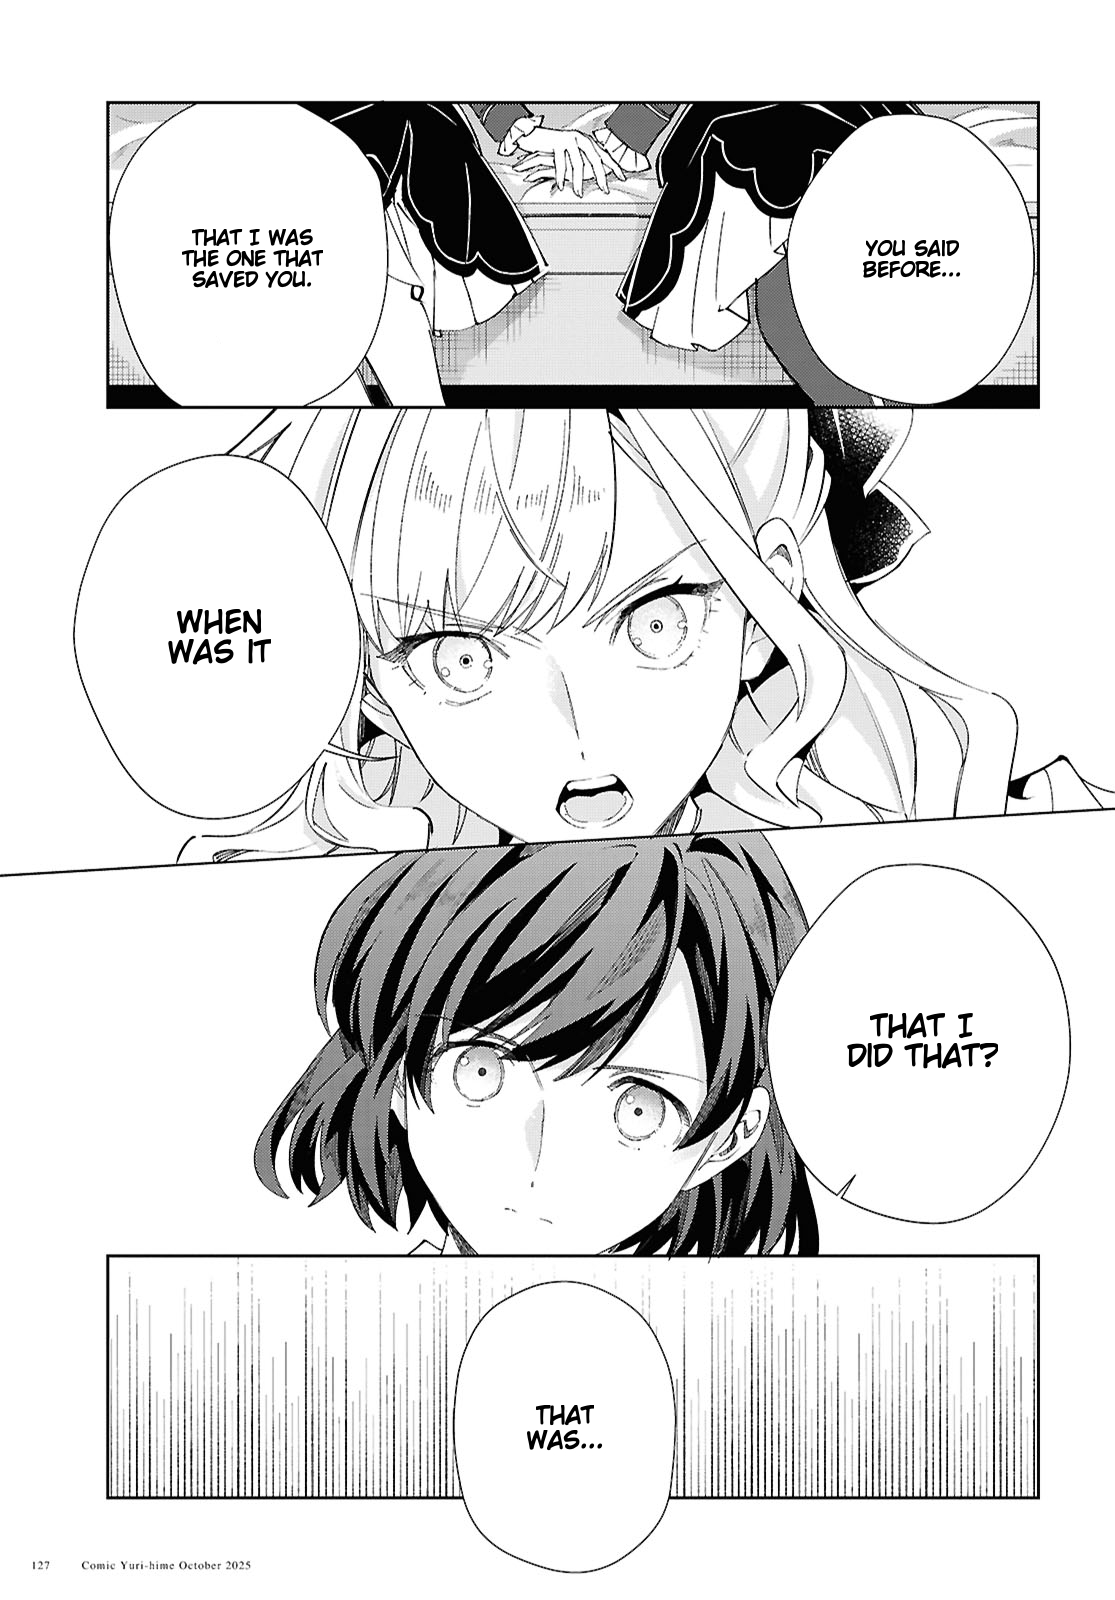 YOU SAID
BEFORE...
THAT I WAS
THE ONE THAT
SAVED YOU.
WHEN
WAS IT
THAT I
DID THAT?
THAT
WAS...
127 Comic Yuri-hime October 2025